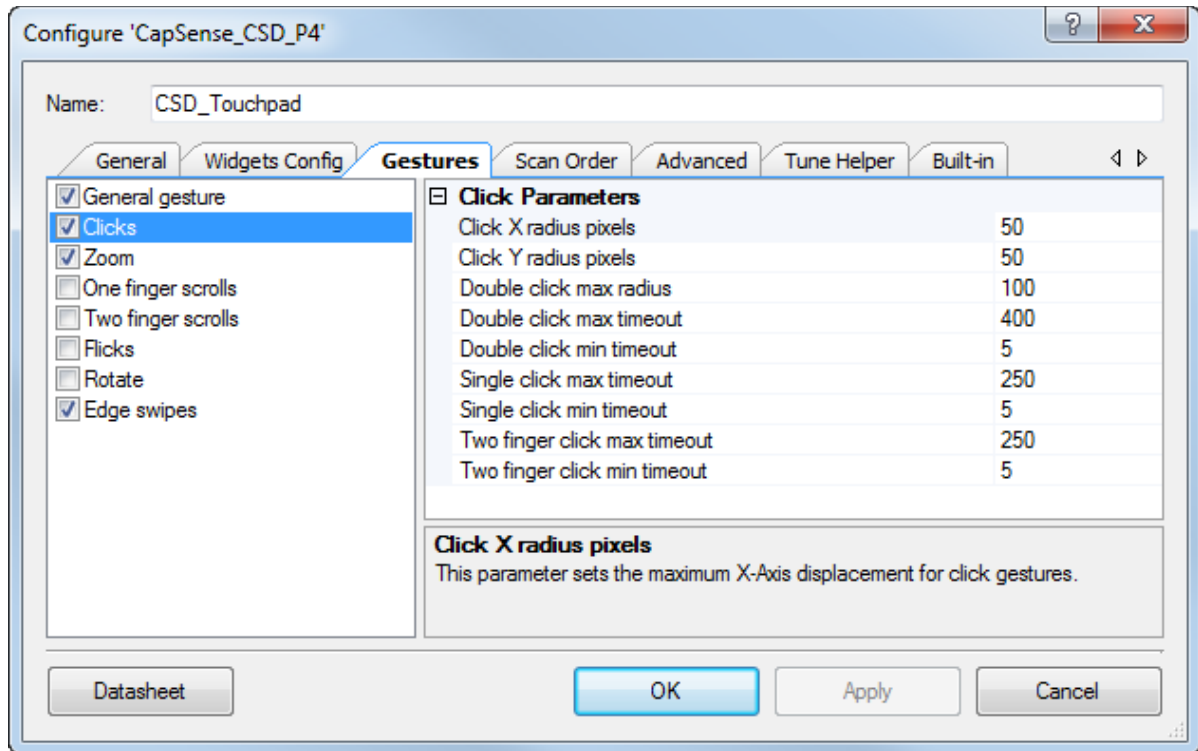 Configure 'CapSense_CSD_P4'
Name: CSD_Touchpad
General Widgets Config Gestures Scan Order Advanced Tune Helper Built-in
General gesture
Clicks
Zoom
One finger scrolls
Two finger scrolls
Flicks
Rotate
Edge swipes
Click Parameters
Click X radius pixels 50
Click Y radius pixels 50
Double click max radius 100
Double click max timeout 400
Double click min timeout 5
Single click max timeout 250
Single click min timeout 5
Two finger click max timeout 250
Two finger click min timeout 5
Click X radius pixels
This parameter sets the maximum X-Axis displacement for click gestures.
Datasheet OK Apply Cancel